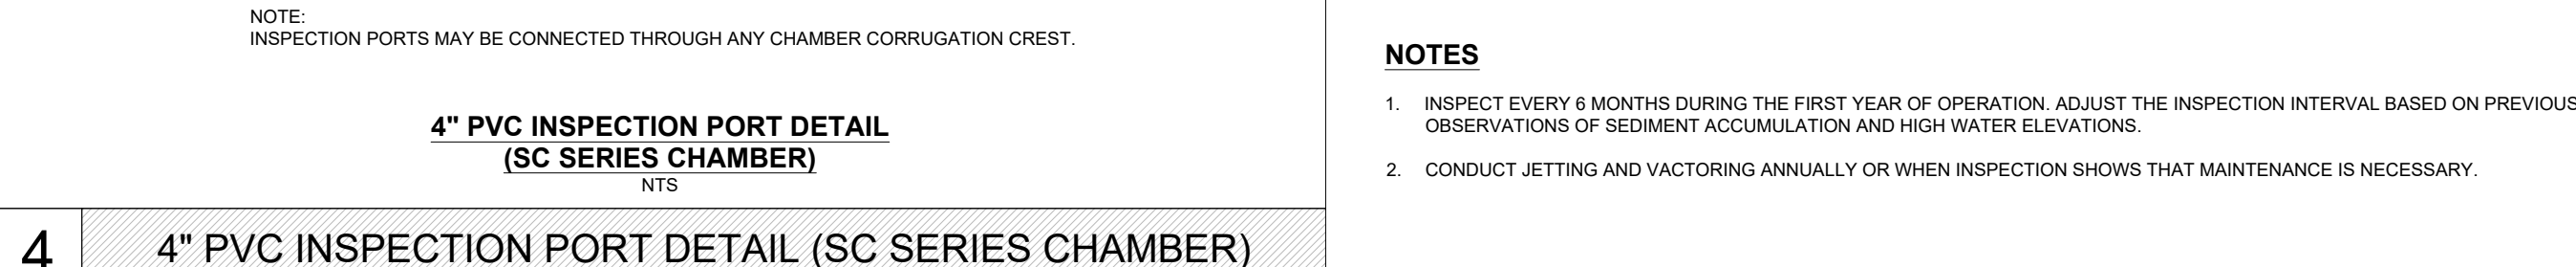 NOTE:
INSPECTION PORTS MAY BE CONNECTED THROUGH ANY CHAMBER CORRUGATION CREST.
4" PVC INSPECTION PORT DETAIL
(SC SERIES CHAMBER)
NTS
4
4" PVC INSPECTION PORT DETAIL (SC SERIES CHAMBER)
NOTES
1. INSPECT EVERY 6 MONTHS DURING THE FIRST YEAR OF OPERATION. ADJUST THE INSPECTION INTERVAL BASED ON PREVIOUS
OBSERVATIONS OF SEDIMENT ACCUMULATION AND HIGH WATER ELEVATIONS.
2. CONDUCT JETTING AND VACTORING ANNUALLY OR WHEN INSPECTION SHOWS THAT MAINTENANCE IS NECESSARY.